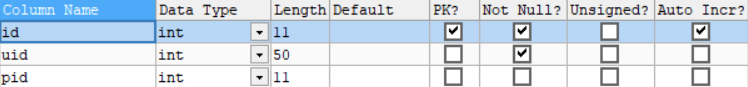 Column Name Data Type Length Default PK? Not Null? Unsigned? Auto Incr?
id int 11
uid int 50
pid int 11